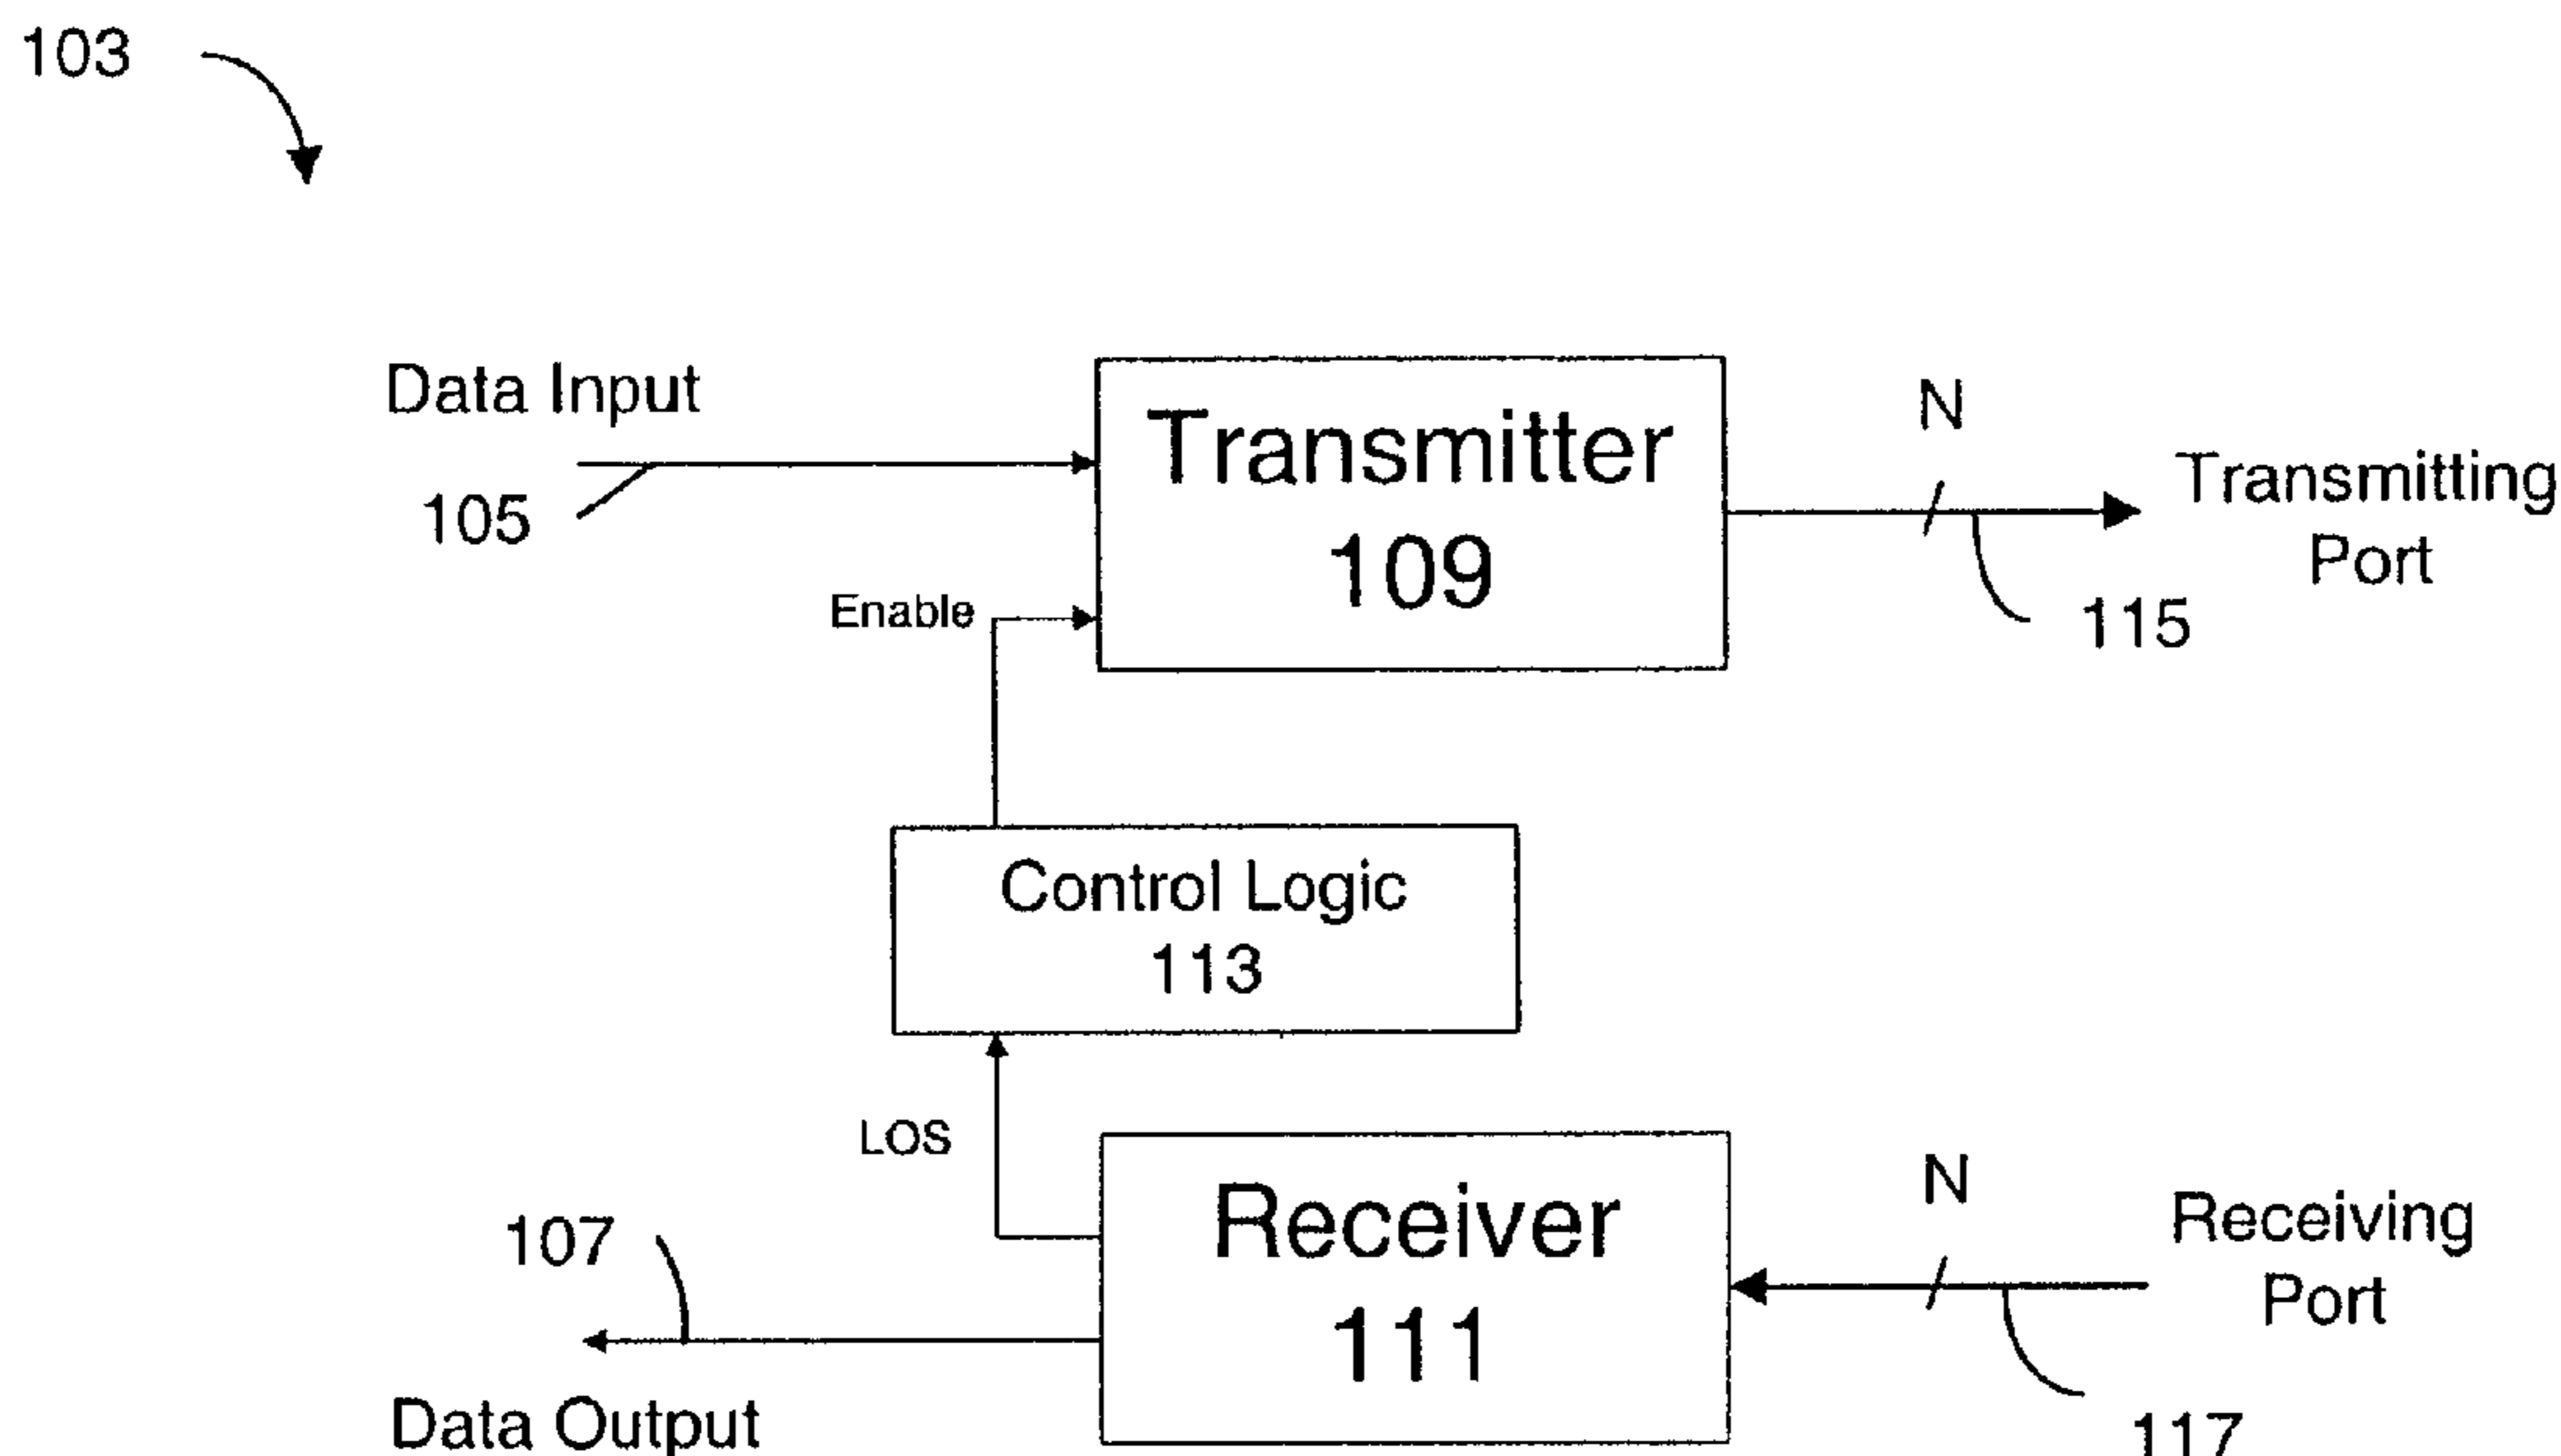 103
Data Input
105
Transmitter
109
N
Transmitting
Port
115
Enable
Control Logic
113
LOS
107
Receiver
111
N
Receiving
Port
117
Data Output